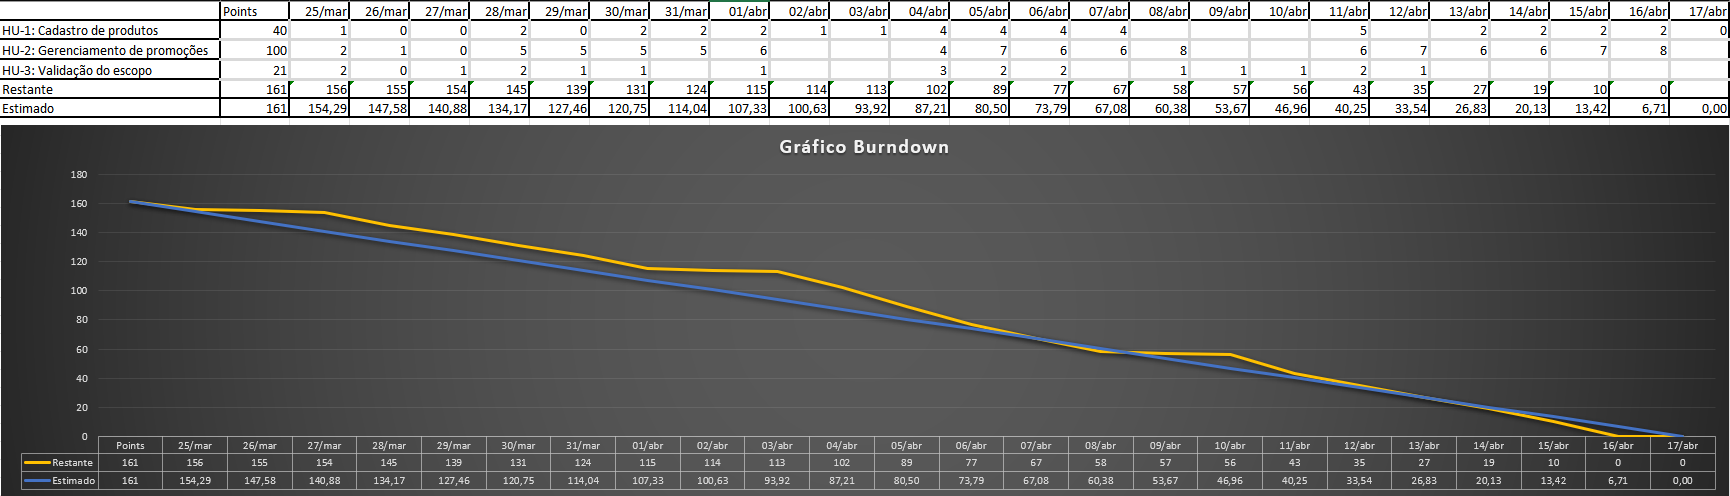 Points 25/mar 26/mar 27/mar 28/mar 29/mar 30/mar 31/mar 01/abr 02/abr 03/abr 04/abr 05/abr 06/abr 07/abr 08/abr 09/abr 10/abr 11/abr 12/abr 13/abr 14/abr 15/abr 16/abr 17/abr
HU-1: Cadastro de produtos 40 1 0 0 2 0 2 2 2 1 1 4 4 4 4 5 2 2 2 2 0
HU-2: Gerenciamento de promoções 100 2 1 0 5 5 5 5 6 4 7 6 6 8 6 7 6 6 7 8
HU-3: Validação do escopo 21 2 0 1 2 1 1 1 3 2 2 1 1 1 2 1
Restante 161 156 155 154 145 139 131 124 115 114 113 102 89 77 67 58 57 56 43 35 27 19 10 0
Estimado 161 154,29 147,58 140,88 134,17 127,46 120,75 114,04 107,33 100,63 93,92 87,21 80,50 73,79 67,08 60,38 53,67 46,96 40,25 33,54 26,83 20,13 13,42 6,71 0,00
Gráfico Burndown
180
160
140
120
100
80
60
40
20
0
Points 25/mar 26/mar 27/mar 28/mar 29/mar 30/mar 31/mar 01/abr 02/abr 03/abr 04/abr 05/abr 06/abr 07/abr 08/abr 09/abr 10/abr 11/abr 12/abr 13/abr 14/abr 15/abr 16/abr 17/abr
Restante 161 156 155 154 145 139 131 124 115 114 113 102 89 77 67 58 57 56 43 35 27 19 10 0 0
Estimado 161 154,29 147,58 140,88 134,17 127,46 120,75 114,04 107,33 100,63 93,92 87,21 80,50 73,79 67,08 60,38 53,67 46,96 40,25 33,54 26,83 20,13 13,42 6,71 0,00